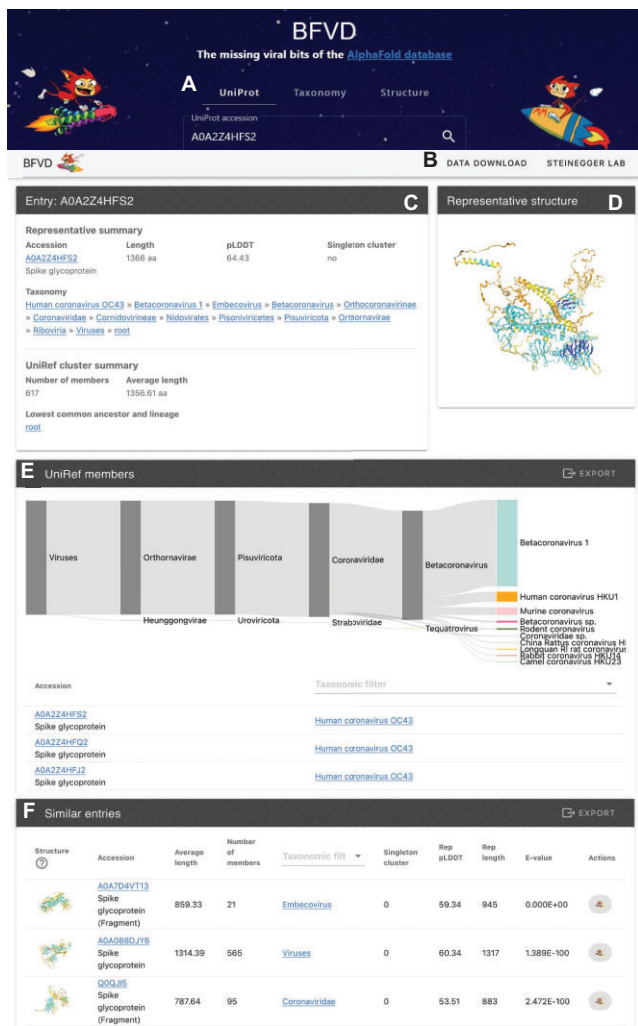 BFVD
The missing viral bits of the AlphaFold database
A
UniProt Taxonomy Structure
UniProt accession
A0A2Z4HFS2
BFVD
B DATA DOWNLOAD STEINEGGER LAB
Entry: A0A2Z4HFS2 C
Representative summary
Accession Length pLDDT Singleton cluster
A0A2Z4HFS2 1366 aa 64.43 no
Spike glycoprotein
Taxonomy
Human coronavirus OC43 » Betacoronavirus 1 » Embecovirus » Betacoronavirus » Orthocoronavirinae
» Coronaviridae » Cornidovirineae » Nidovirales » Pisoniviricetes » Pisuviricota » Orthornavirae
» Riboviria » Viruses » root
UniRef cluster summary
Number of members Average length
617 1356.61 aa
Lowest common ancestor and lineage
root
Representative structure D
E UniRef members EXPORT
Viruses Orthornavirae Pisuviricota Coronaviridae Betacoronavirus
Betacoronavirus 1
Heunggongvirae Uroviricota Straboviridae Tequatrovirus
Human coronavirus HKU1
Murine coronavirus
Betacoronavirus sp.
Rodent coronavirus
Coronaviridae sp.
China Rattus coronavirus H
Longquan Rl rat coronavirus
Rabbit coronavirus HKU14
Camel coronavirus HKU23
Accession Taxonomic filter
A0A2Z4HFS2
Spike glycoprotein Human coronavirus OC43
A0A2Z4HFQ2
Spike glycoprotein Human coronavirus OC43
A0A2Z4HFJ2
Spike glycoprotein Human coronavirus OC43
F Similar entries EXPORT
Structure Accession Average length Number of members Taxonomic filt Singleton cluster Rep pLDDT Rep length E-value Actions
A0A7D4VT13
Spike glycoprotein (Fragment) 859.33 21 Embecovirus 0 59.34 945 0.000E+00
A0A088DJY6
Spike glycoprotein 1314.39 565 Viruses 0 60.34 1317 1.389E-100
Q0QJI5
Spike glycoprotein (Fragment) 787.64 95 Coronaviridae 0 53.51 883 2.472E-100